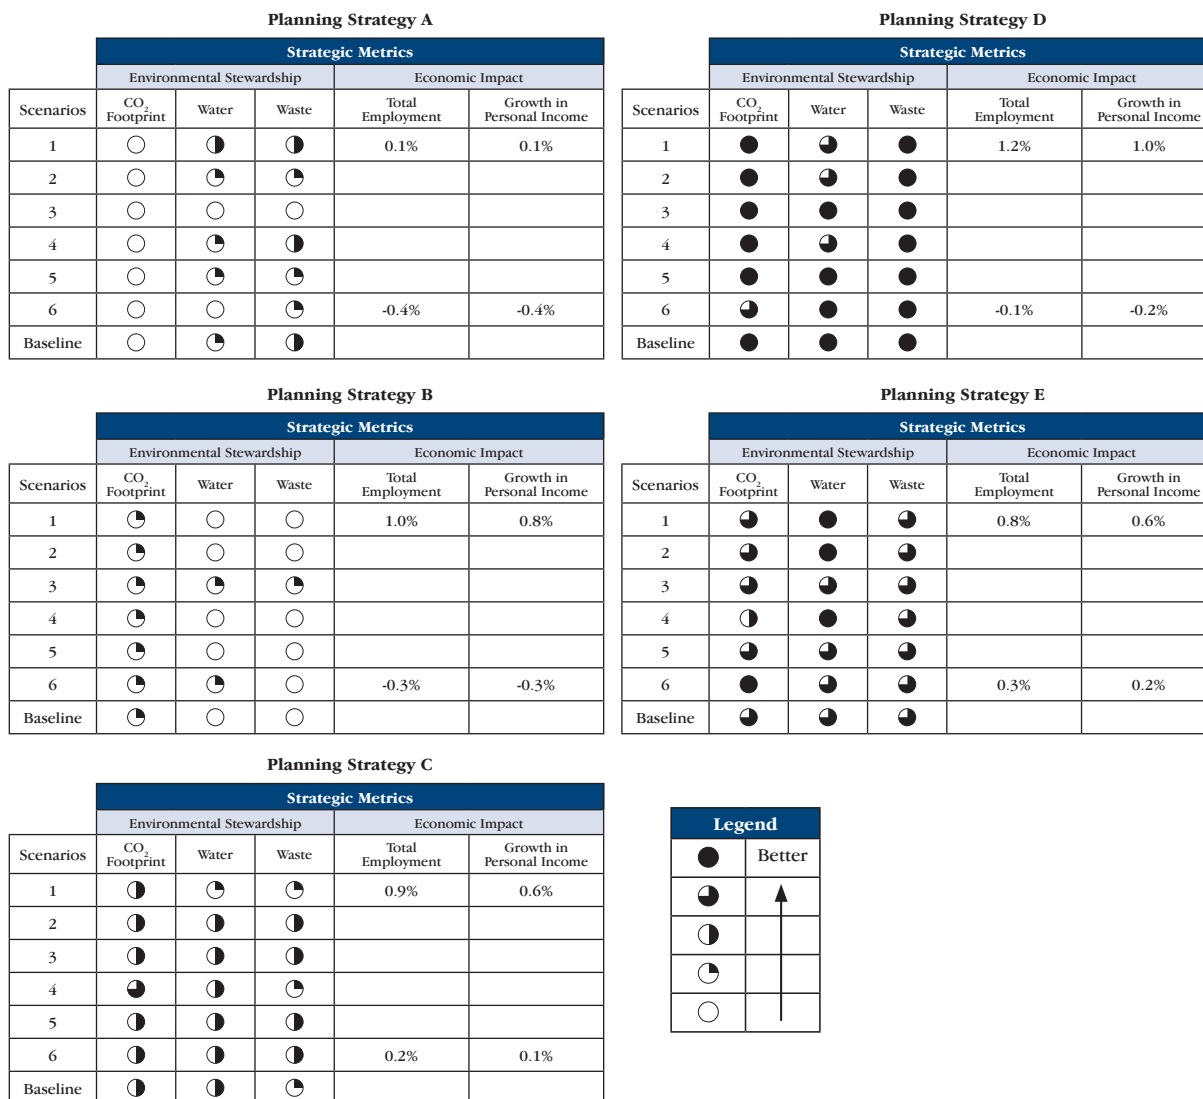 Planning Strategy A
Strategic Metrics
Environmental Stewardship Economic Impact
Scenarios CO2 Footprint Water Waste Total Employment Growth in Personal Income
1 0.1% 0.1%
2
3
4
5
6 -0.4% -0.4%
Baseline
Planning Strategy D
Strategic Metrics
Environmental Stewardship Economic Impact
Scenarios CO2 Footprint Water Waste Total Employment Growth in Personal Income
1 1.2% 1.0%
2
3
4
5
6 -0.1% -0.2%
Baseline
Planning Strategy B
Strategic Metrics
Environmental Stewardship Economic Impact
Scenarios CO2 Footprint Water Waste Total Employment Growth in Personal Income
1 1.0% 0.8%
2
3
4
5
6 -0.3% -0.3%
Baseline
Planning Strategy E
Strategic Metrics
Environmental Stewardship Economic Impact
Scenarios CO2 Footprint Water Waste Total Employment Growth in Personal Income
1 0.8% 0.6%
2
3
4
5
6 0.3% 0.2%
Baseline
Planning Strategy C
Strategic Metrics
Environmental Stewardship Economic Impact
Scenarios CO2 Footprint Water Waste Total Employment Growth in Personal Income
1 0.9% 0.6%
2
3
4
5
6 0.2% 0.1%
Baseline
Legend
Better